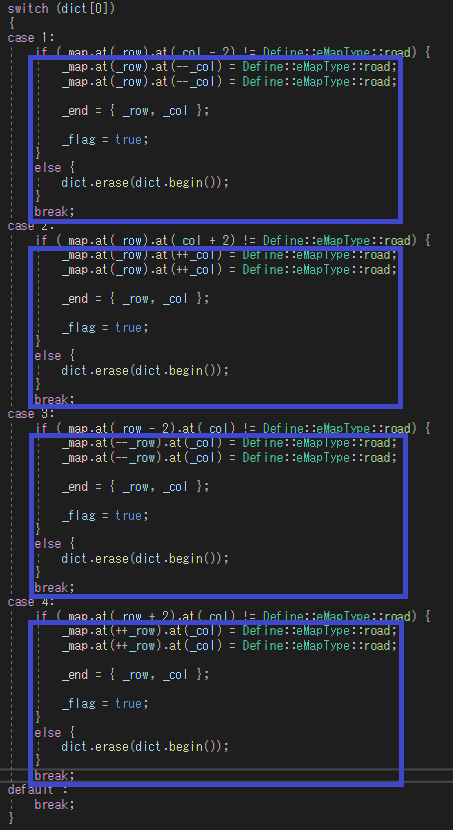 switch (dict[0])
{
case 1:
if (_map.at(_row).at(_col - 2) != Define::eMapType::road) {
_map.at(_row).at(--_col) = Define::eMapType::road;
_map.at(_row).at(--_col) = Define::eMapType::road;
_end = { _row, _col };
_flag = true;
}
else {
dict.erase(dict.begin());
}
break;
case 2:
if (_map.at(_row).at(_col + 2) != Define::eMapType::road) {
_map.at(_row).at(++_col) = Define::eMapType::road;
_map.at(_row).at(++_col) = Define::eMapType::road;
_end = { _row, _col };
_flag = true;
}
else {
dict.erase(dict.begin());
}
break;
case 3:
if (_map.at(_row - 2).at(_col) != Define::eMapType::road) {
_map.at(--_row).at(_col) = Define::eMapType::road;
_map.at(--_row).at(_col) = Define::eMapType::road;
_end = { _row, _col };
_flag = true;
}
else {
dict.erase(dict.begin());
}
break;
case 4:
if (_map.at(_row + 2).at(_col) != Define::eMapType::road) {
_map.at(++_row).at(_col) = Define::eMapType::road;
_map.at(++_row).at(_col) = Define::eMapType::road;
_end = { _row, _col };
_flag = true;
}
else {
dict.erase(dict.begin());
}
break;
default :
break;
}